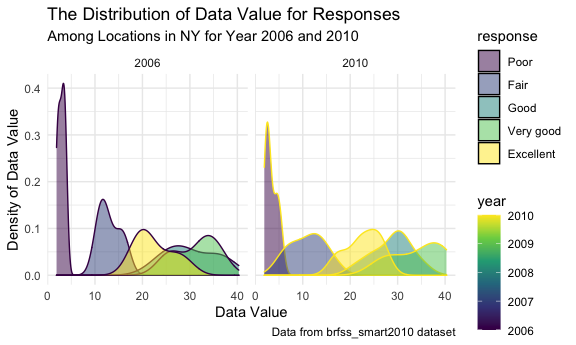 The Distribution of Data Value for Responses
Among Locations in NY for Year 2006 and 2010
2006
2010
Density of Data Value
0.4
0.3
0.2
0.1
0.0
0 10 20 30 40
0 10 20 30 40
Data Value
Data from brfss_smart2010 dataset
response
Poor
Fair
Good
Very good
Excellent
year
2010
2009
2008
2007
2006